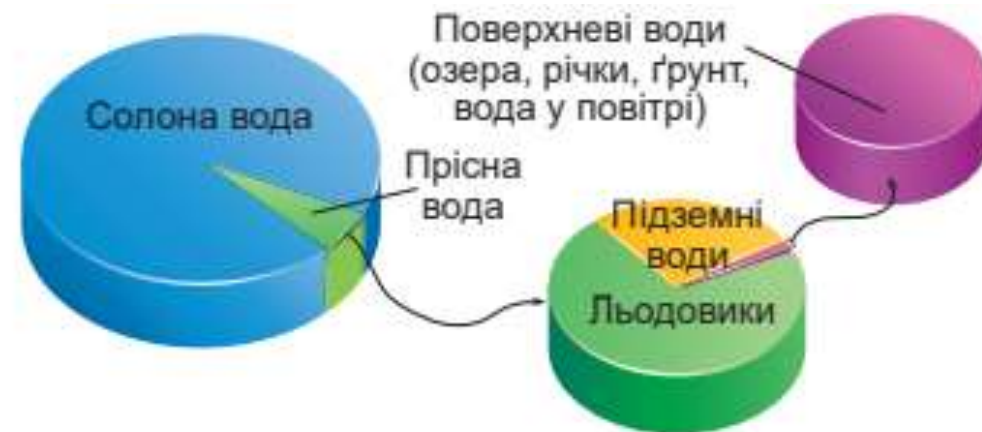 Солона вода
Прісна
вода
Поверхневі води
(озера, річки, ґрунт,
вода у повітрі)
Підземні
води
Льодовики